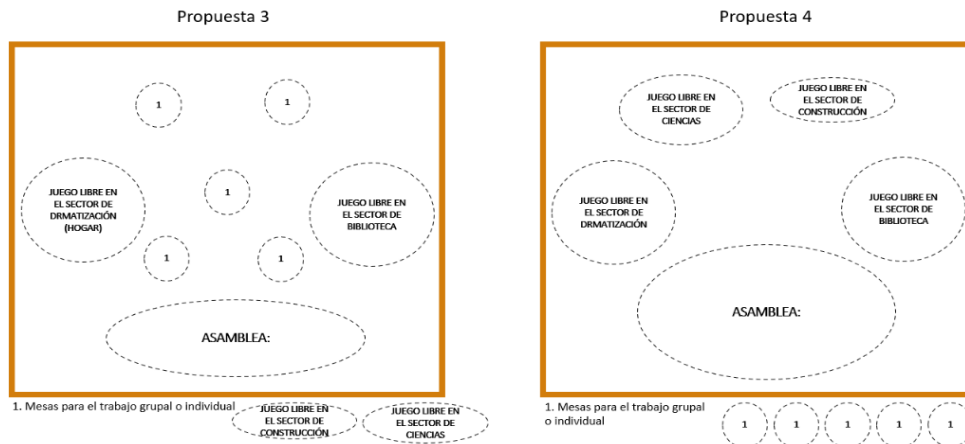 Propuesta 3
1
1
1
JUEGO LIBRE EN
EL SECTOR DE
DRMATIZACIÓN
(HOGAR)
JUEGO LIBRE EN
EL SECTOR DE
BIBLIOTECA
1
1
ASAMBLEA:
1. Mesas para el trabajo grupal o individual
JUEGO LIBRE EN
EL SECTOR DE
CONSTRUCCIÓN
JUEGO LIBRE EN
EL SECTOR DE
CIENCIAS
Propuesta 4
JUEGO LIBRE EN
EL SECTOR DE
CIENCIAS
JUEGO LIBRE EN
EL SECTOR DE
CONSTRUCCIÓN
JUEGO LIBRE EN
EL SECTOR DE
DRMATIZACIÓN
JUEGO LIBRE EN
EL SECTOR DE
BIBLIOTECA
ASAMBLEA:
1. Mesas para el trabajo grupal
o individual
1
1
1
1
1